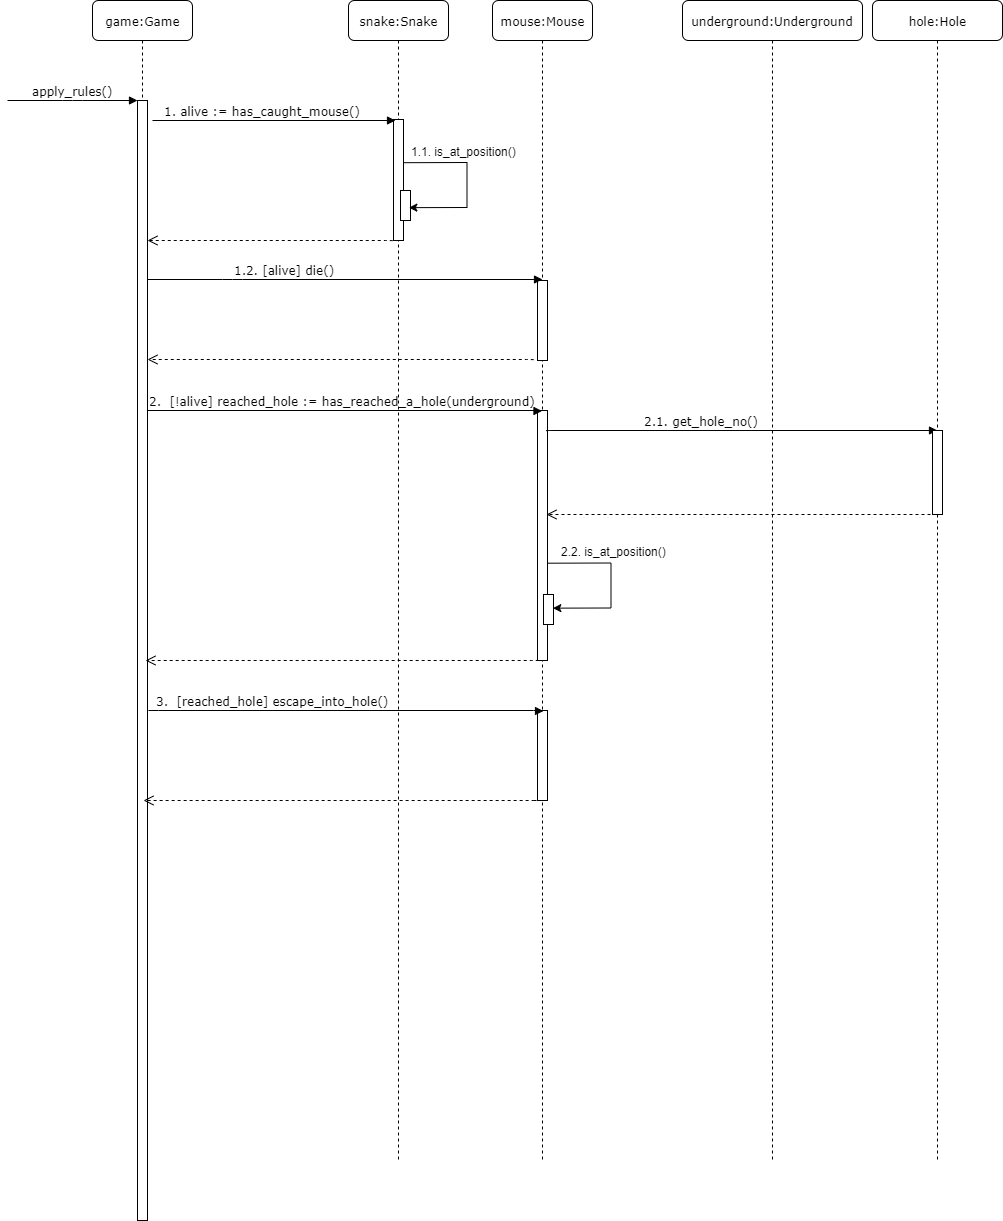 game:Game
snake:Snake
mouse:Mouse
underground:Underground
hole:Hole
apply_rules()
1. alive := has_caught_mouse()
1.1. is_at_position()
1.2. [alive] die()
2.  [!alive] reached_hole := has_reached_a_hole(underground)
2.1. get_hole_no()
2.2. is_at_position()
3.  [reached_hole] escape_into_hole()